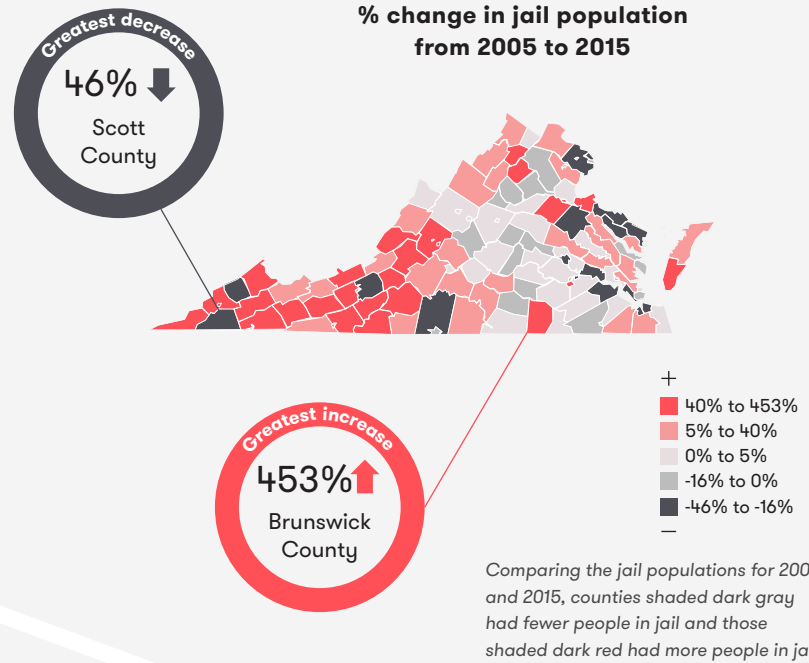 % change in jail population
from 2005 to 2015
Greatest decrease
46%
Scott
County
Greatest increase
453%
Brunswick
County
+
40% to 453%
5% to 40%
0% to 5%
-16% to 0%
-46% to -16%
−
Comparing the jail populations for 200
and 2015, counties shaded dark gray
had fewer people in jail and those
shaded dark red had more people in ja